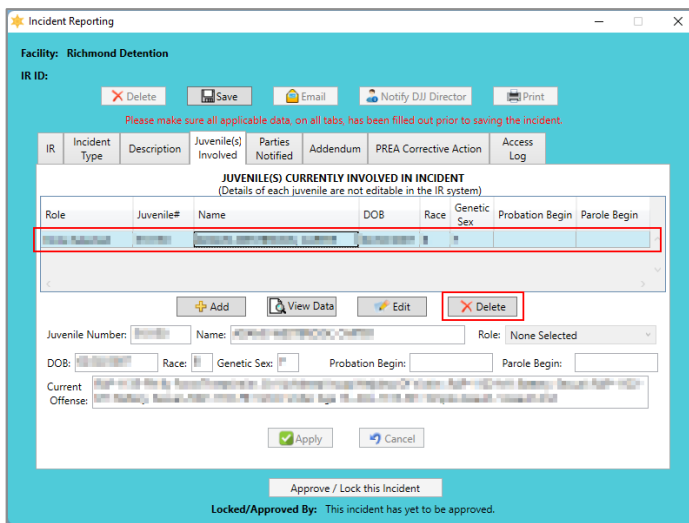 Incident Reporting
Facility: Richmond Detention
IR ID:
Delete Save Email Notify DJJ Director Print
Please make sure all applicable data, on all tabs, has been filled out prior to saving the incident.
IR Incident Type Description Juvenile(s) Involved Parties Notified Addendum PREA Corrective Action Access Log
JUVENILE(S) CURRENTLY INVOLVED IN INCIDENT
(Details of each juvenile are not editable in the IR system)
Role Juvenile# Name DOB Race Genetic Sex Probation Begin Parole Begin
Add View Data Edit Delete
Juvenile Number: Name: Role: None Selected
DOB: Race: Genetic Sex: Probation Begin: Parole Begin:
Current Offense:
Apply Cancel
Approve / Lock this Incident
Locked/Approved By: This incident has yet to be approved.